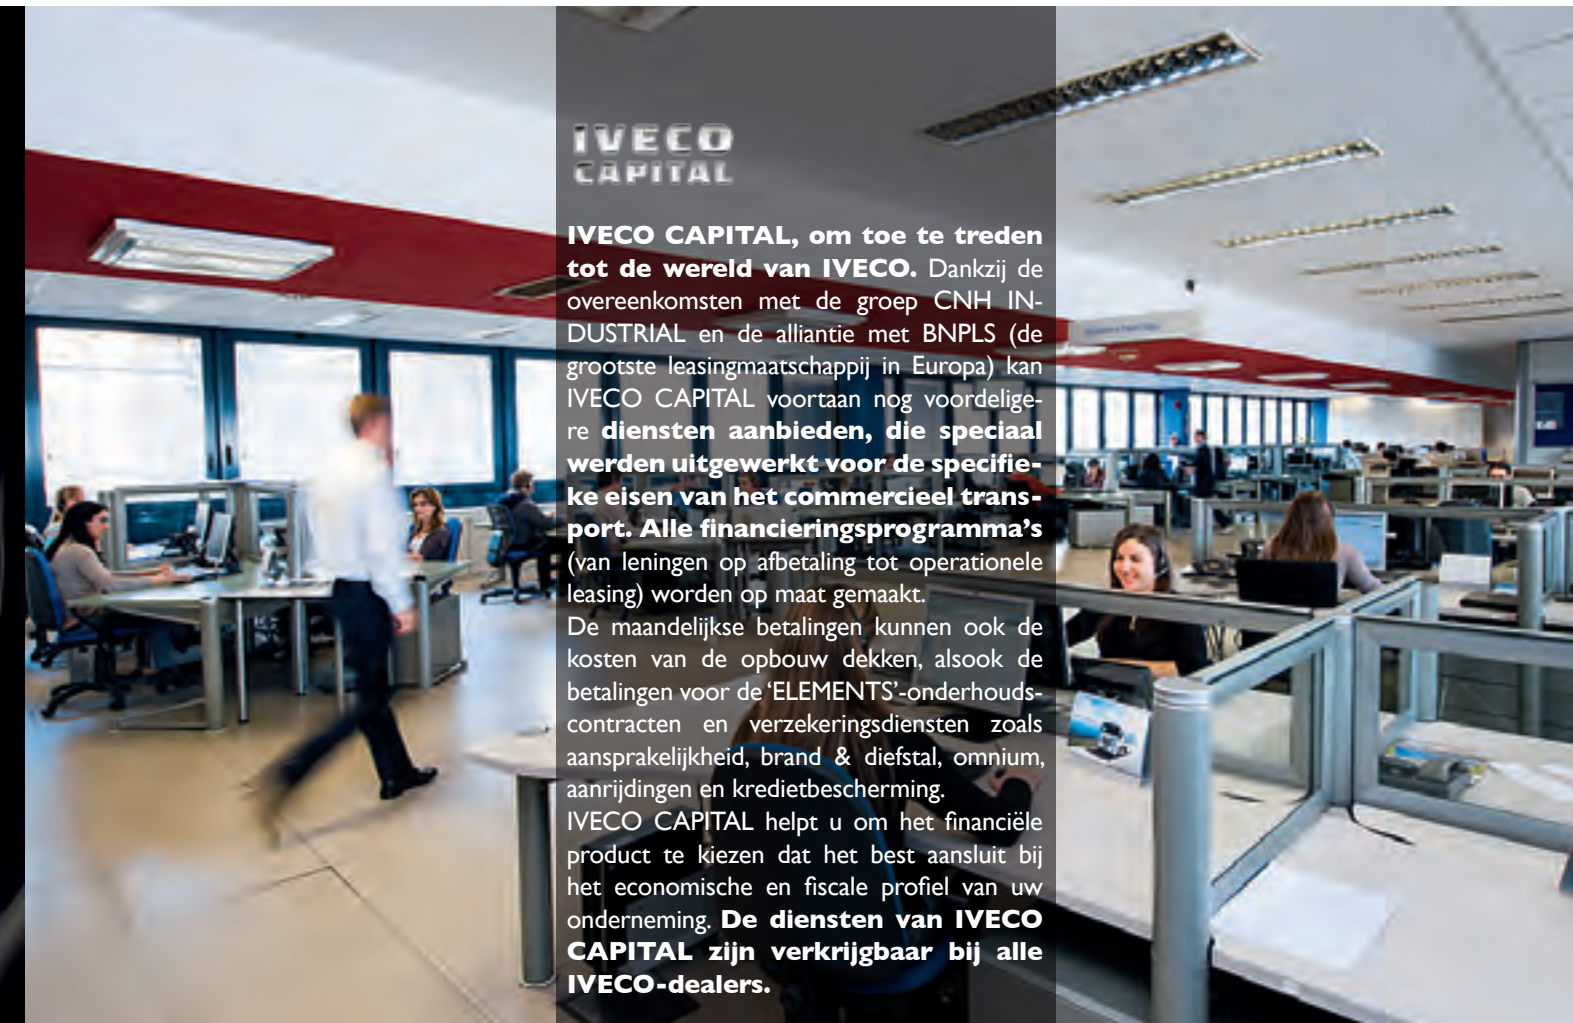 IVECO
CAPITAL
IVECO CAPITAL, om toe te treden
tot de wereld van IVECO. Dankzij de
overeenkomsten met de groep CNH IN-
DUSTRIAL en de alliantie met BNPLS (de
grootste leasingmaatschappij in Europa) kan
IVECO CAPITAL voortaan nog voordelige-
re diensten aanbieden, die speciaal
werden uitgewerkt voor de specifie-
ke eisen van het commercieel trans-
port. Alle financieringsprogramma's
(van leningen op afbetaling tot operationele
leasing) worden op maat gemaakt.
De maandelijkse betalingen kunnen ook de
kosten van de opbouw dekken, alsook de
betalingen voor de 'ELEMENTS'-onderhouds-
contracten en verzekeringsdiensten zoals
aansprakelijkheid, brand & diefstal, omnium,
aanrijdingen en kredietbescherming.
IVECO CAPITAL helpt u om het financiële
product te kiezen dat het best aansluit bij
het economische en fiscale profiel van uw
onderneming. De diensten van IVECO
CAPITAL zijn verkrijgbaar bij alle
IVECO-dealers.